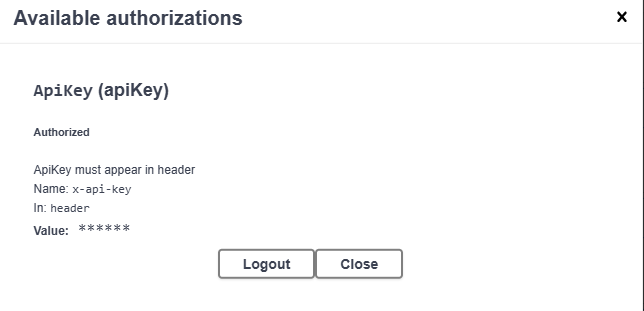 Available authorizations
×
ApiKey (apiKey)
Authorized
ApiKey must appear in header
Name: x-api-key
In: header
Value: ******
Logout Close